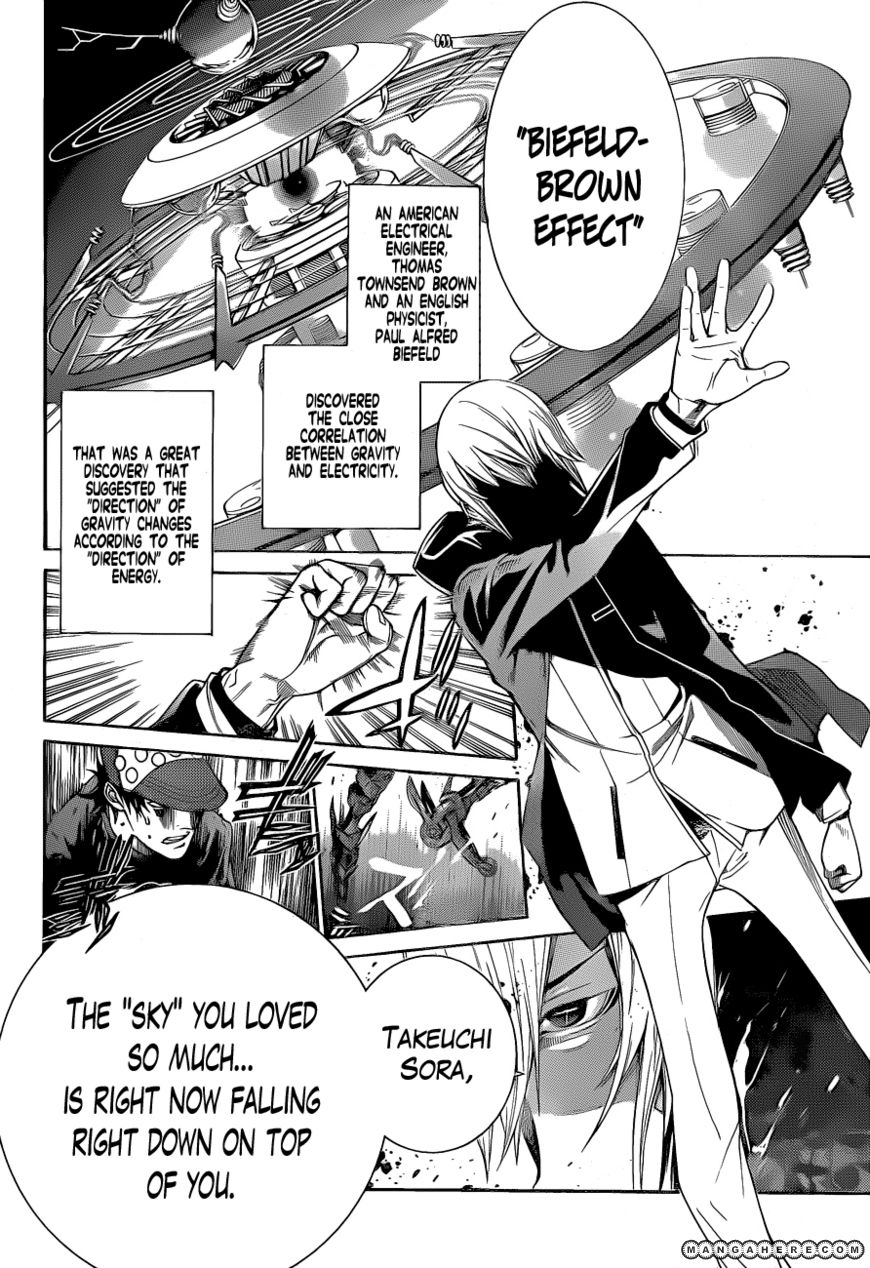 "BIEFELD-
BROWN
EFFECT"
AN AMERICAN
ELECTRICAL
ENGINEER,
THOMAS
TOWNSEND BROWN
AND AN ENGLISH
PHYSICIST,
PAUL ALFRED
BIEFELD
DISCOVERED
THE CLOSE
CORRELATION
BETWEEN GRAVITY
AND ELECTRICITY.
THAT WAS A GREAT
DISCOVERY THAT
SUGGESTED THE
"DIRECTION" OF
GRAVITY CHANGES
ACCORDING TO THE
"DIRECTION" OF
ENERGY.
TAKEUCHI
SORA,
THE "SKY" YOU LOVED
SO MUCH...
IS RIGHT NOW FALLING
RIGHT DOWN ON TOP
OF YOU.
MANGAHERE.COM